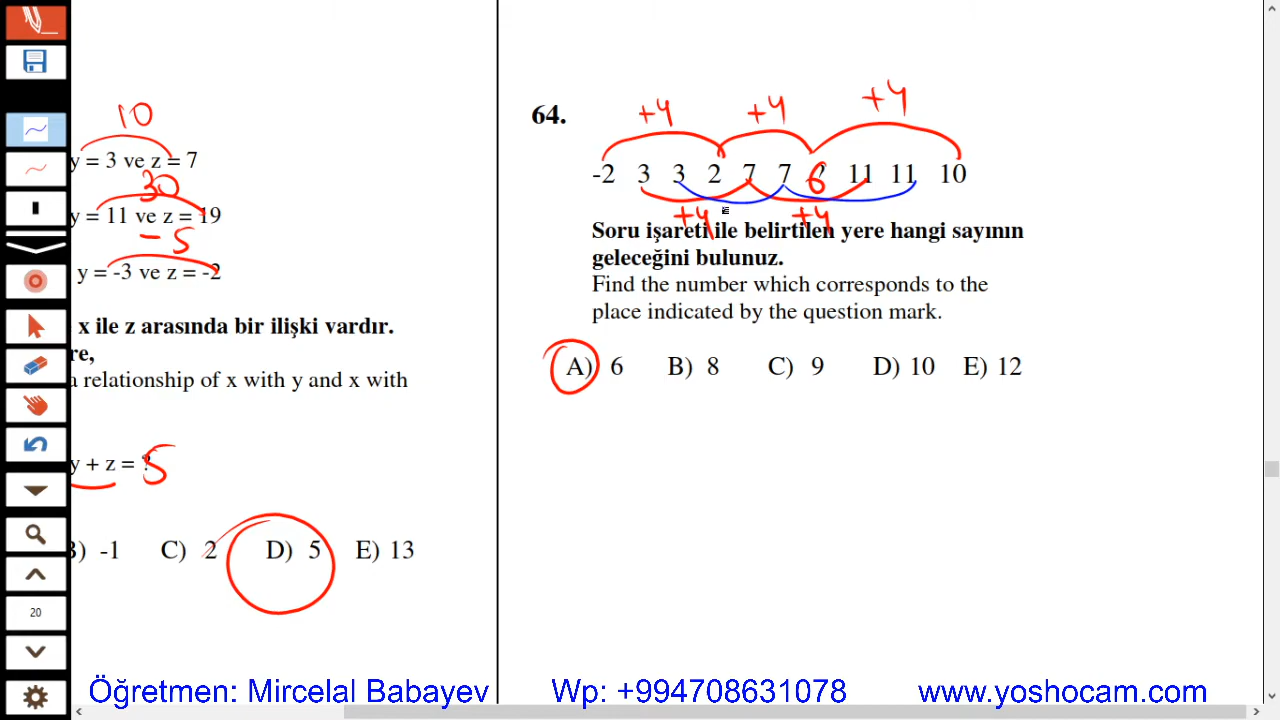 10
y = 3 ve z = 7
30
y = 11 ve z = 19
-5
y = -3 ve z = -2
x ile z arasında bir ilişki vardır.
re,
a relationship of x with y and x with
y + z = ? 5
B) -1 C) 2 D) 5 E) 13
64.
+4 +4 +4
-2 3 3 2 7 7 6 11 11 10
+4 +4
Soru işareti ile belirtilen yere hangi sayının
geleceğini bulunuz.
Find the number which corresponds to the
place indicated by the question mark.
A) 6 B) 8 C) 9 D) 10 E) 12
20
Öğretmen: Mircelal Babayev Wp: +994708631078 www.yoshocam.com